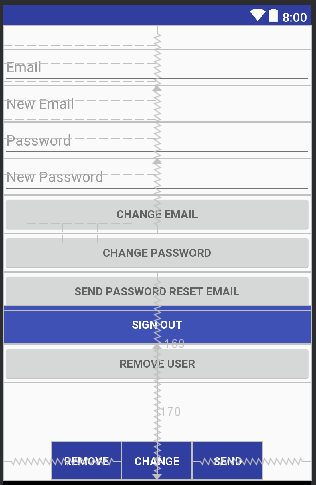 8:00
Email
New Email
Password
New Password
CHANGE EMAIL
CHANGE PASSWORD
SEND PASSWORD RESET EMAIL
SIGN OUT
169
REMOVE USER
170
REMOVE CHANGE SEND